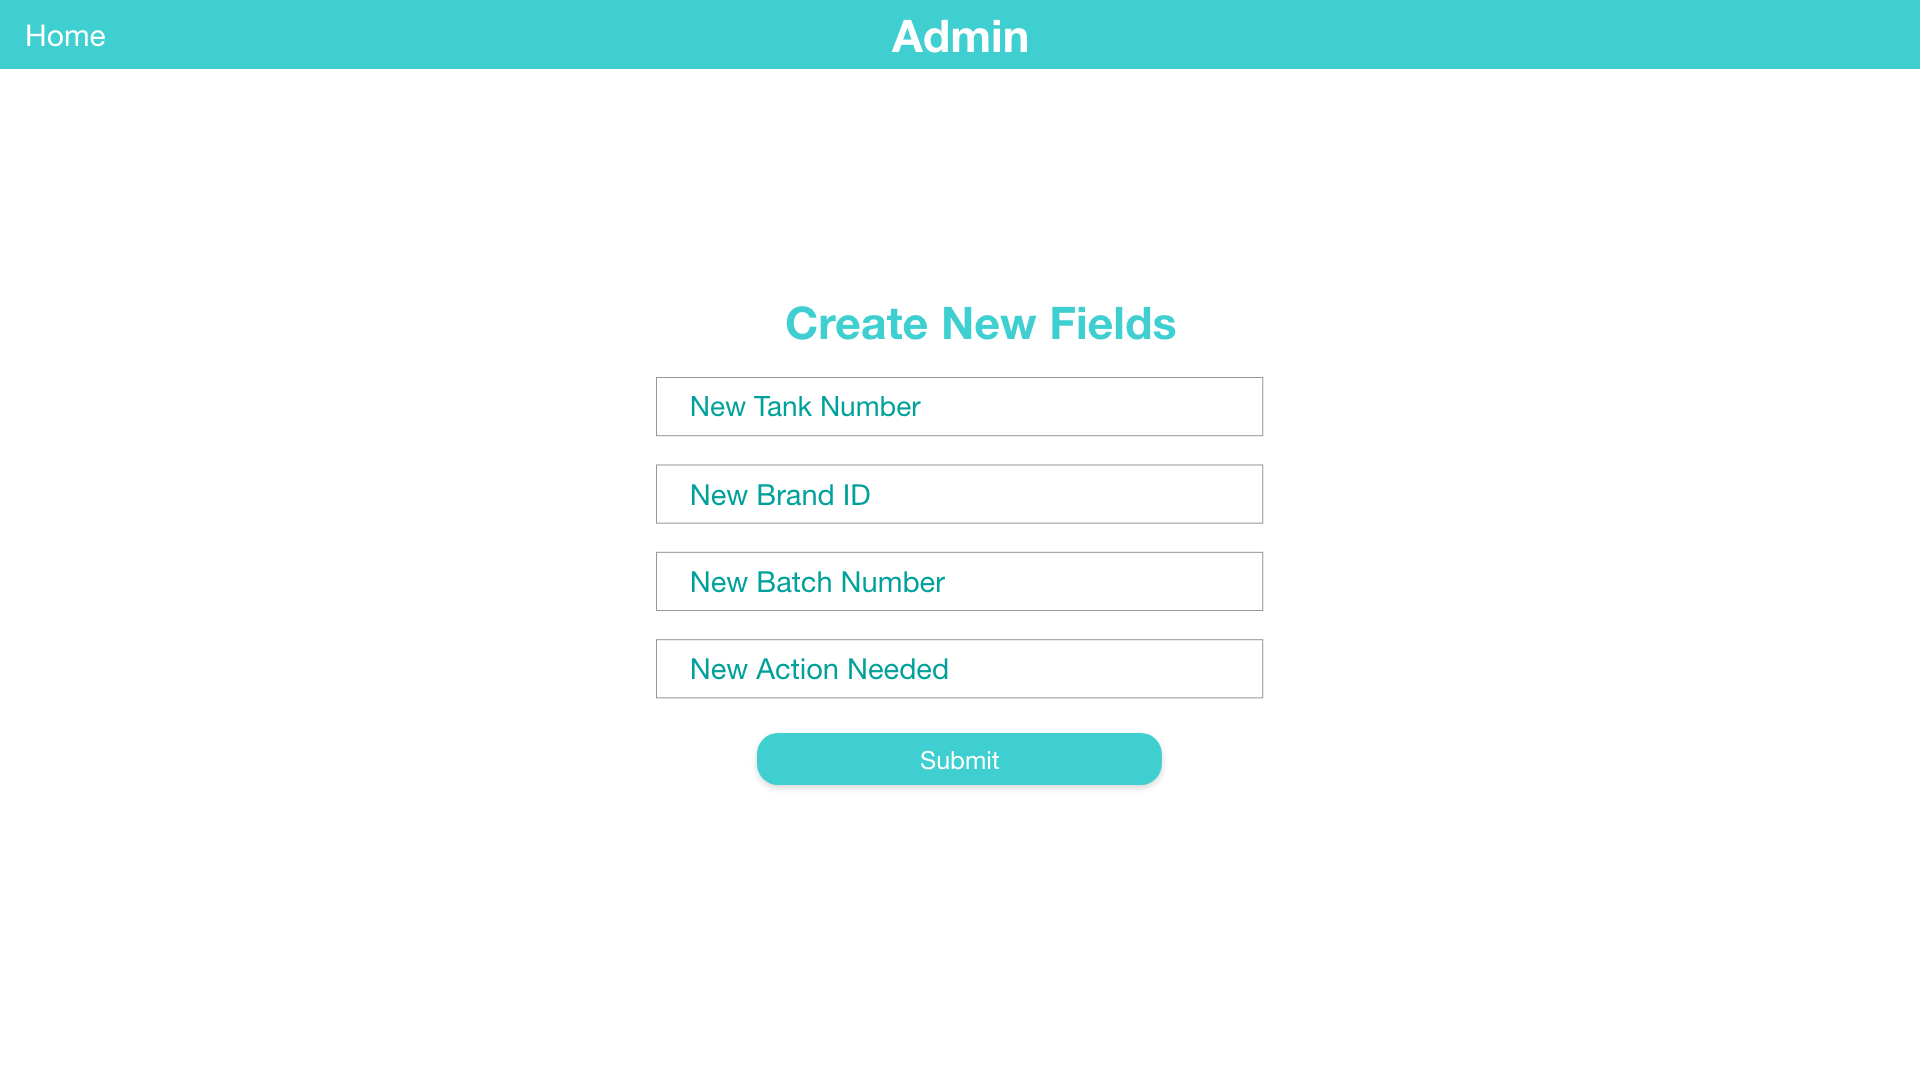 Home
Admin
Create New Fields
New Tank Number
New Brand ID
New Batch Number
New Action Needed
Submit